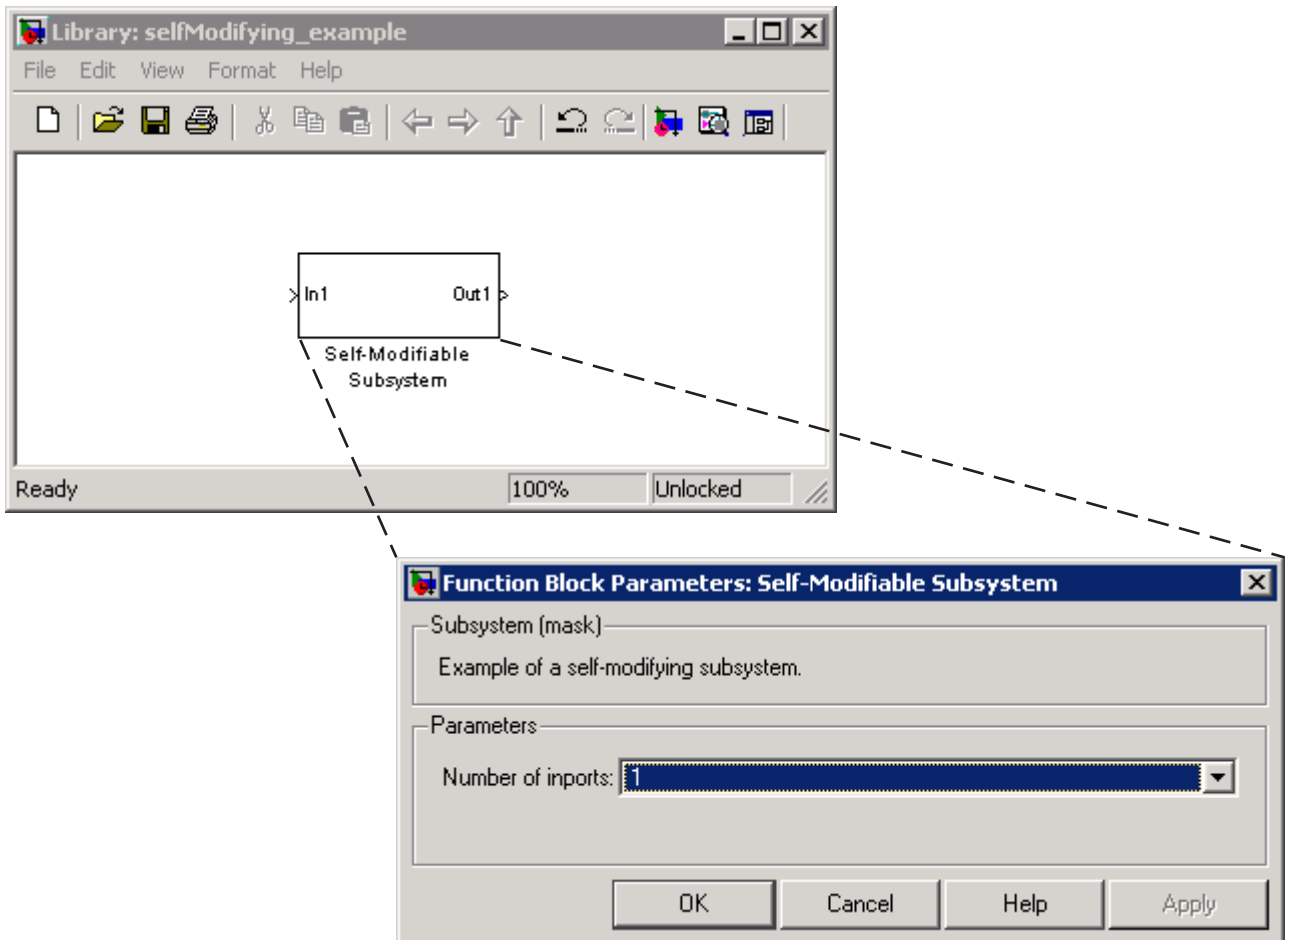 Library: selfModifying_example
File Edit View Format Help
In1 Out1
Self-Modifiable
Subsystem
Ready 100% Unlocked
Function Block Parameters: Self-Modifiable Subsystem
Subsystem (mask)
Example of a self-modifying subsystem.
Parameters
Number of inports: 1
OK Cancel Help Apply